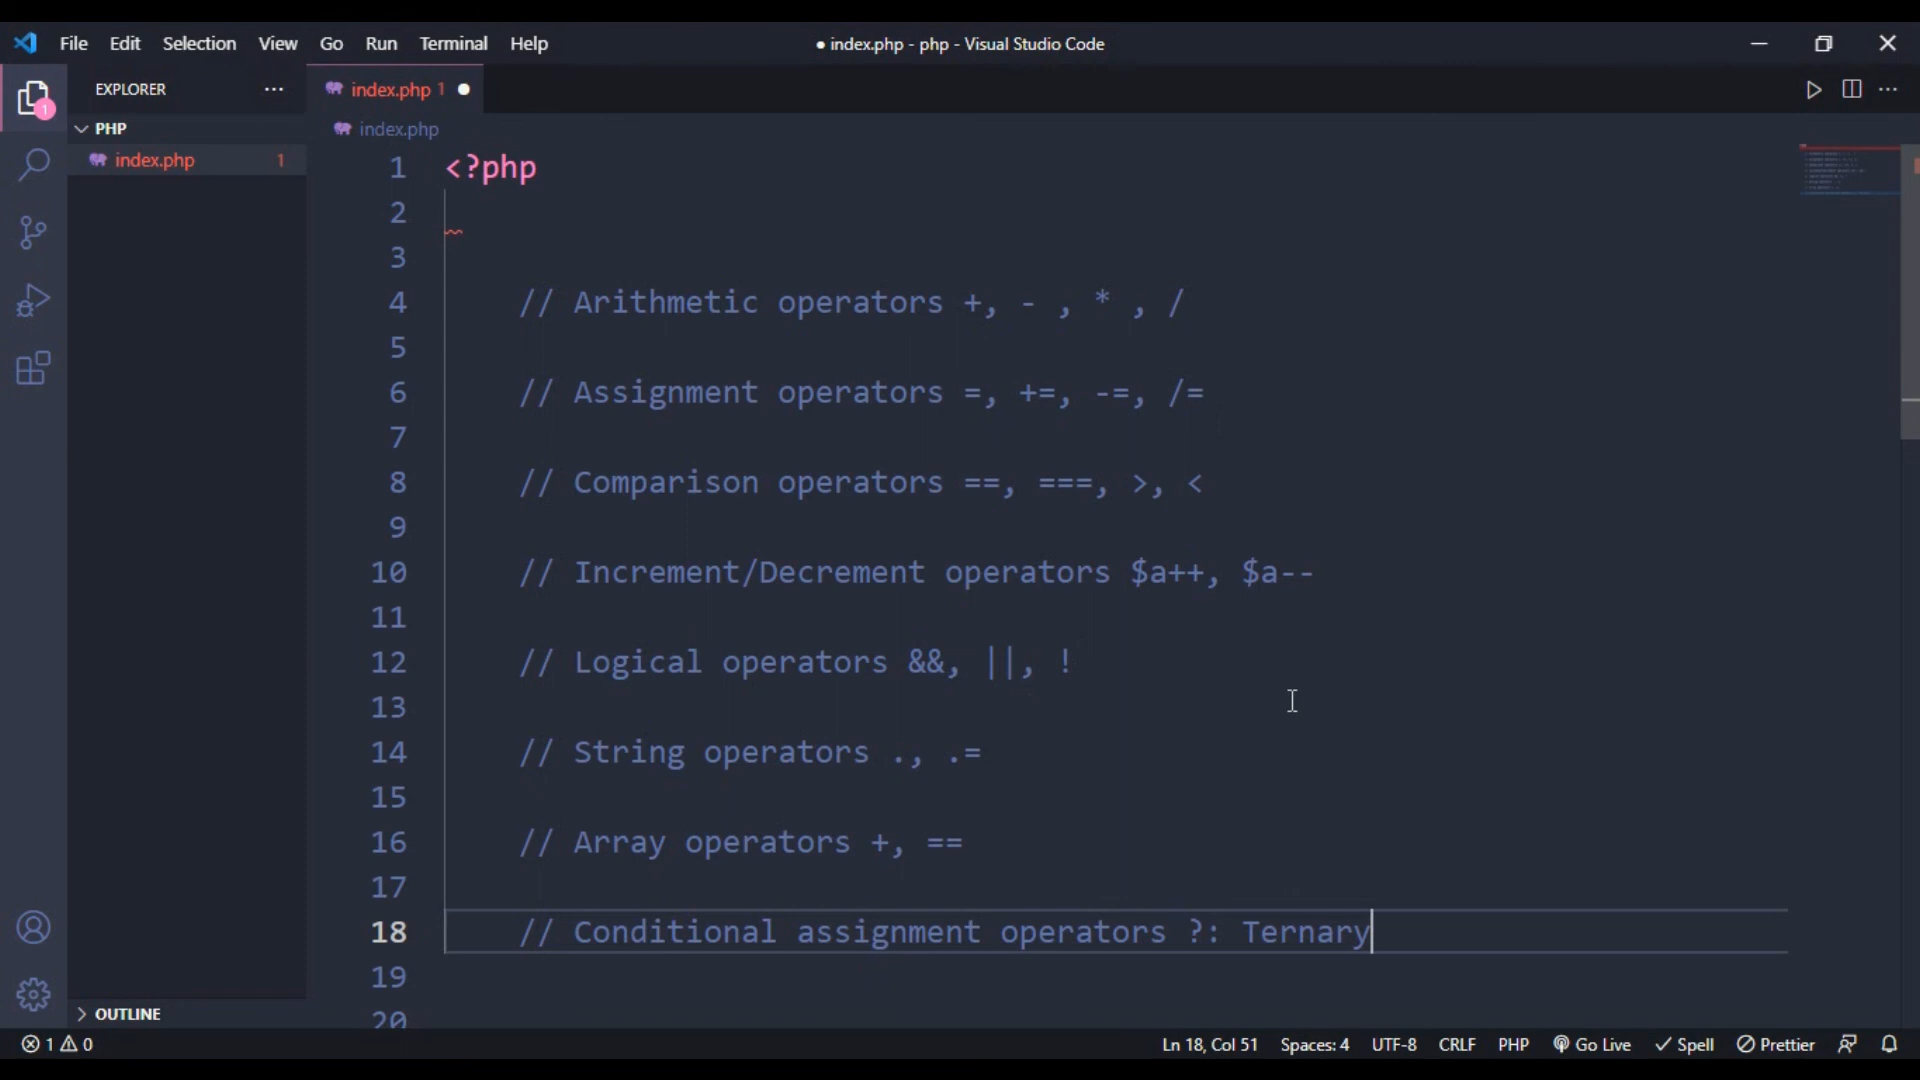 File Edit Selection View Go Run Terminal Help
● index.php - php - Visual Studio Code
EXPLORER ...
PHP
index.php 1
OUTLINE
index.php 1 ●
index.php
1 <?php
2
3
4 // Arithmetic operators +, - , * , /
5
6 // Assignment operators =, +=, -=, /=
7
8 // Comparison operators ==, ===, >, <
9
10 // Increment/Decrement operators $a++, $a--
11
12 // Logical operators &&, ||, !
13
14 // String operators ., .=
15
16 // Array operators +, ==
17
18 // Conditional assignment operators ?: Ternary
19
20
1
1 0
Ln 18, Col 51 Spaces: 4 UTF-8 CRLF PHP Go Live Spell Prettier